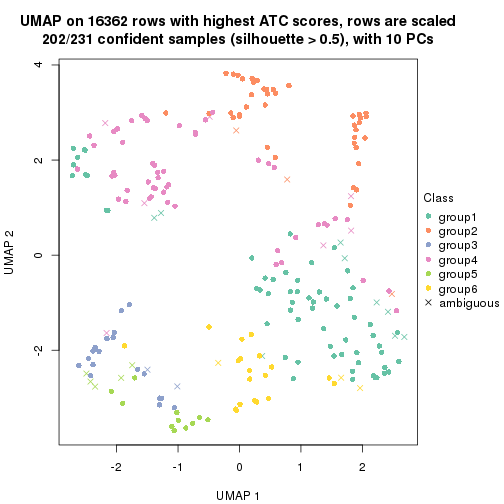 UMAP on 16362 rows with highest ATC scores, rows are scaled
202/231 confident samples (silhouette > 0.5), with 10 PCs
4
2
0
-2
UMAP 2
-2
-1
0
1
2
UMAP 1
Class
group1
group2
group3
group4
group5
group6
ambiguous